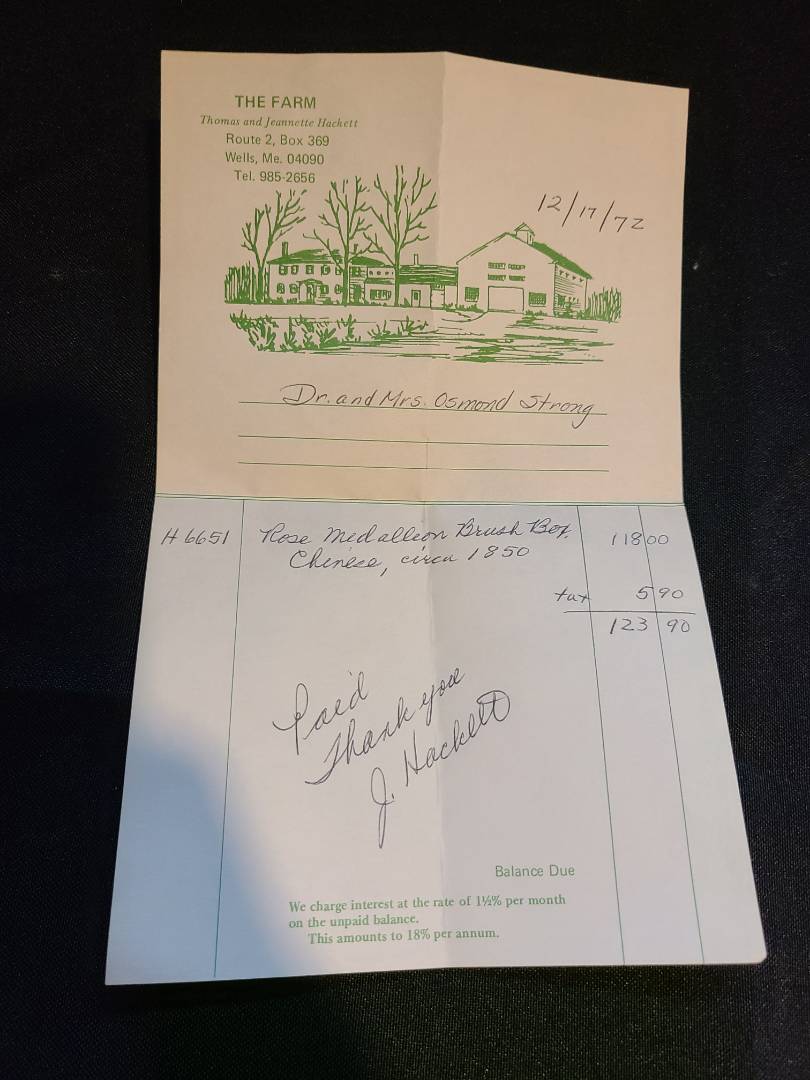 THE FARM
Thomas and Jeannette Hackett
Route 2, Box 369
Wells, Me. 04090
Tel. 985-2656
12/17/72
Dr. and Mrs. Osmond Strong
H 6651 Rose Medallion Brush Box. 118 00
Chinese, circa 1850
tax 5 90
123 90
Paid
Thank you
J. Hackett
Balance Due
We charge interest at the rate of 1½% per month
on the unpaid balance.
This amounts to 18% per annum.